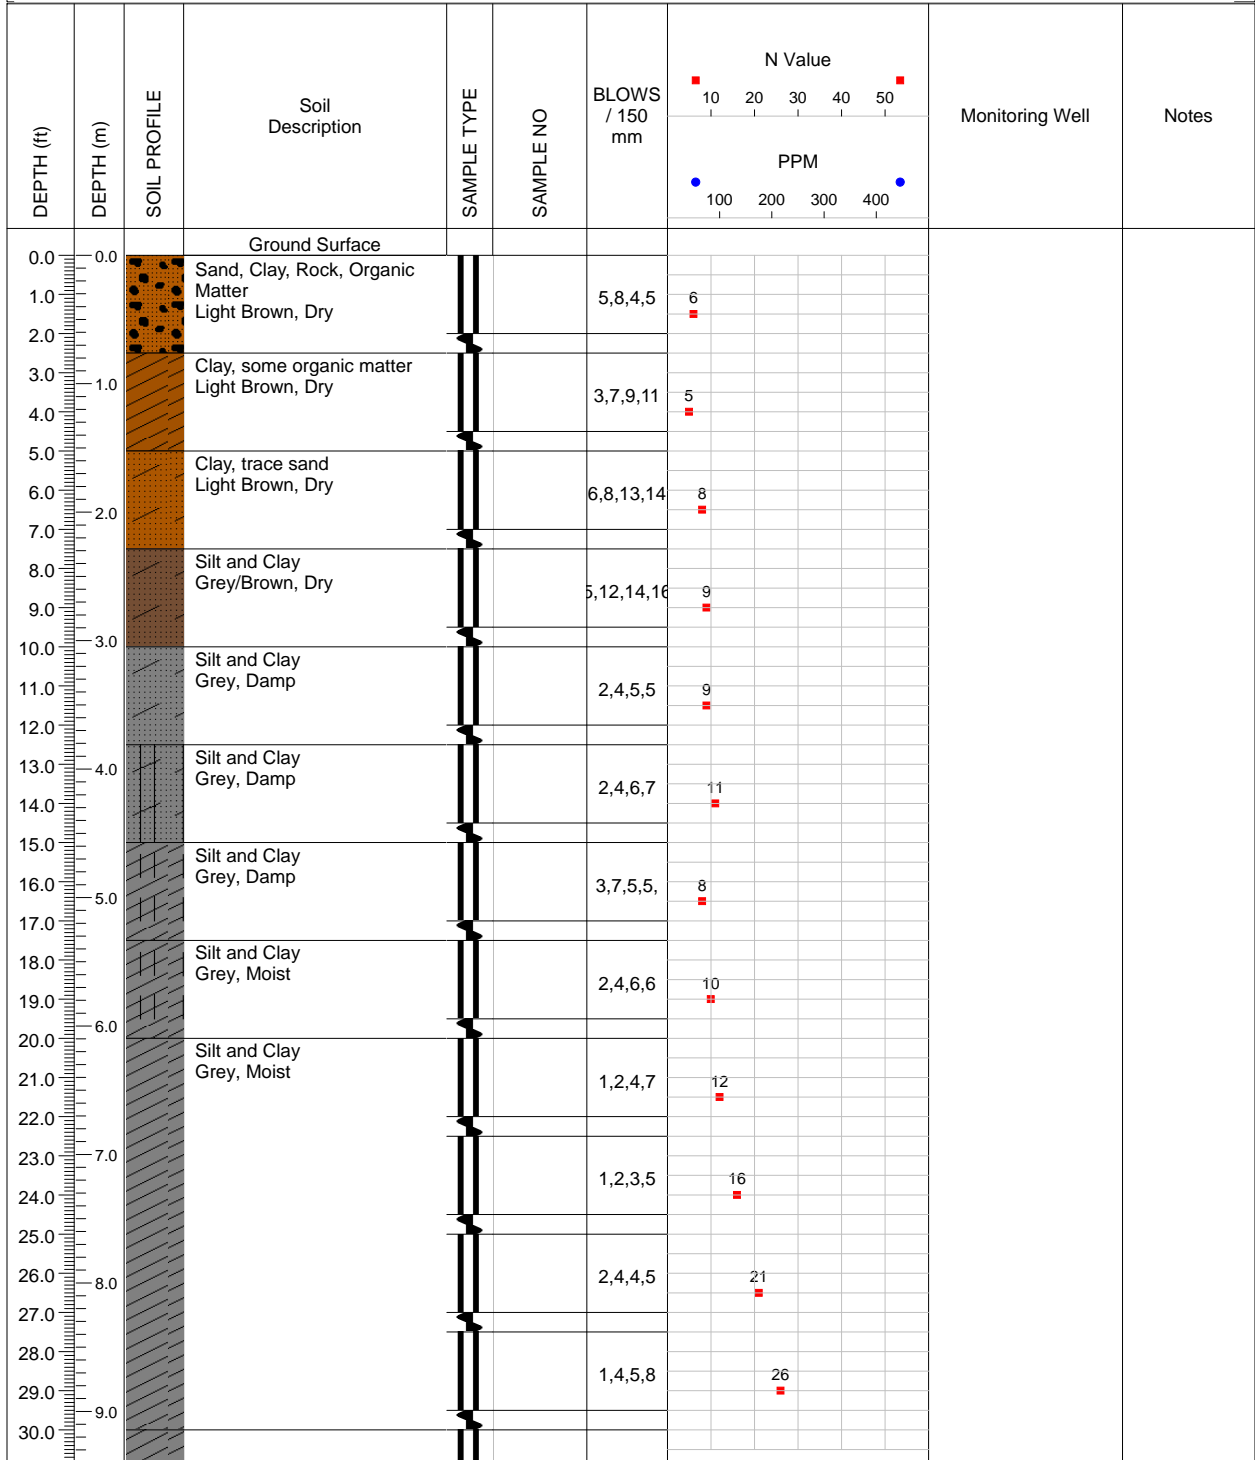 N Value
10 20 30 40 50
PPM
100 200 300 400
DEPTH (ft)
DEPTH (m)
SOIL PROFILE
Soil
Description
SAMPLE TYPE
SAMPLE NO
BLOWS
/ 150
mm
Monitoring Well
Notes
Ground Surface
0.0 0.0
Sand, Clay, Rock, Organic
Matter
Light Brown, Dry
5,8,4,5
6
1.0
2.0
Clay, some organic matter
Light Brown, Dry
3,7,9,11
5
3.0
1.0
4.0
5.0
Clay, trace sand
Light Brown, Dry
6,8,13,14
8
6.0
2.0
7.0
Silt and Clay
Grey/Brown, Dry
5,12,14,16
9
8.0
9.0
3.0
10.0
Silt and Clay
Grey, Damp
2,4,5,5
9
11.0
12.0
Silt and Clay
Grey, Damp
2,4,6,7
11
13.0
4.0
14.0
15.0
Silt and Clay
Grey, Damp
3,7,5,5,
8
16.0
5.0
17.0
Silt and Clay
Grey, Moist
2,4,6,6
10
18.0
19.0
6.0
20.0
Silt and Clay
Grey, Moist
1,2,4,7
12
21.0
22.0
23.0
7.0
1,2,3,5
16
24.0
25.0
26.0
8.0
2,4,4,5
21
27.0
28.0
1,4,5,8
26
29.0
9.0
30.0